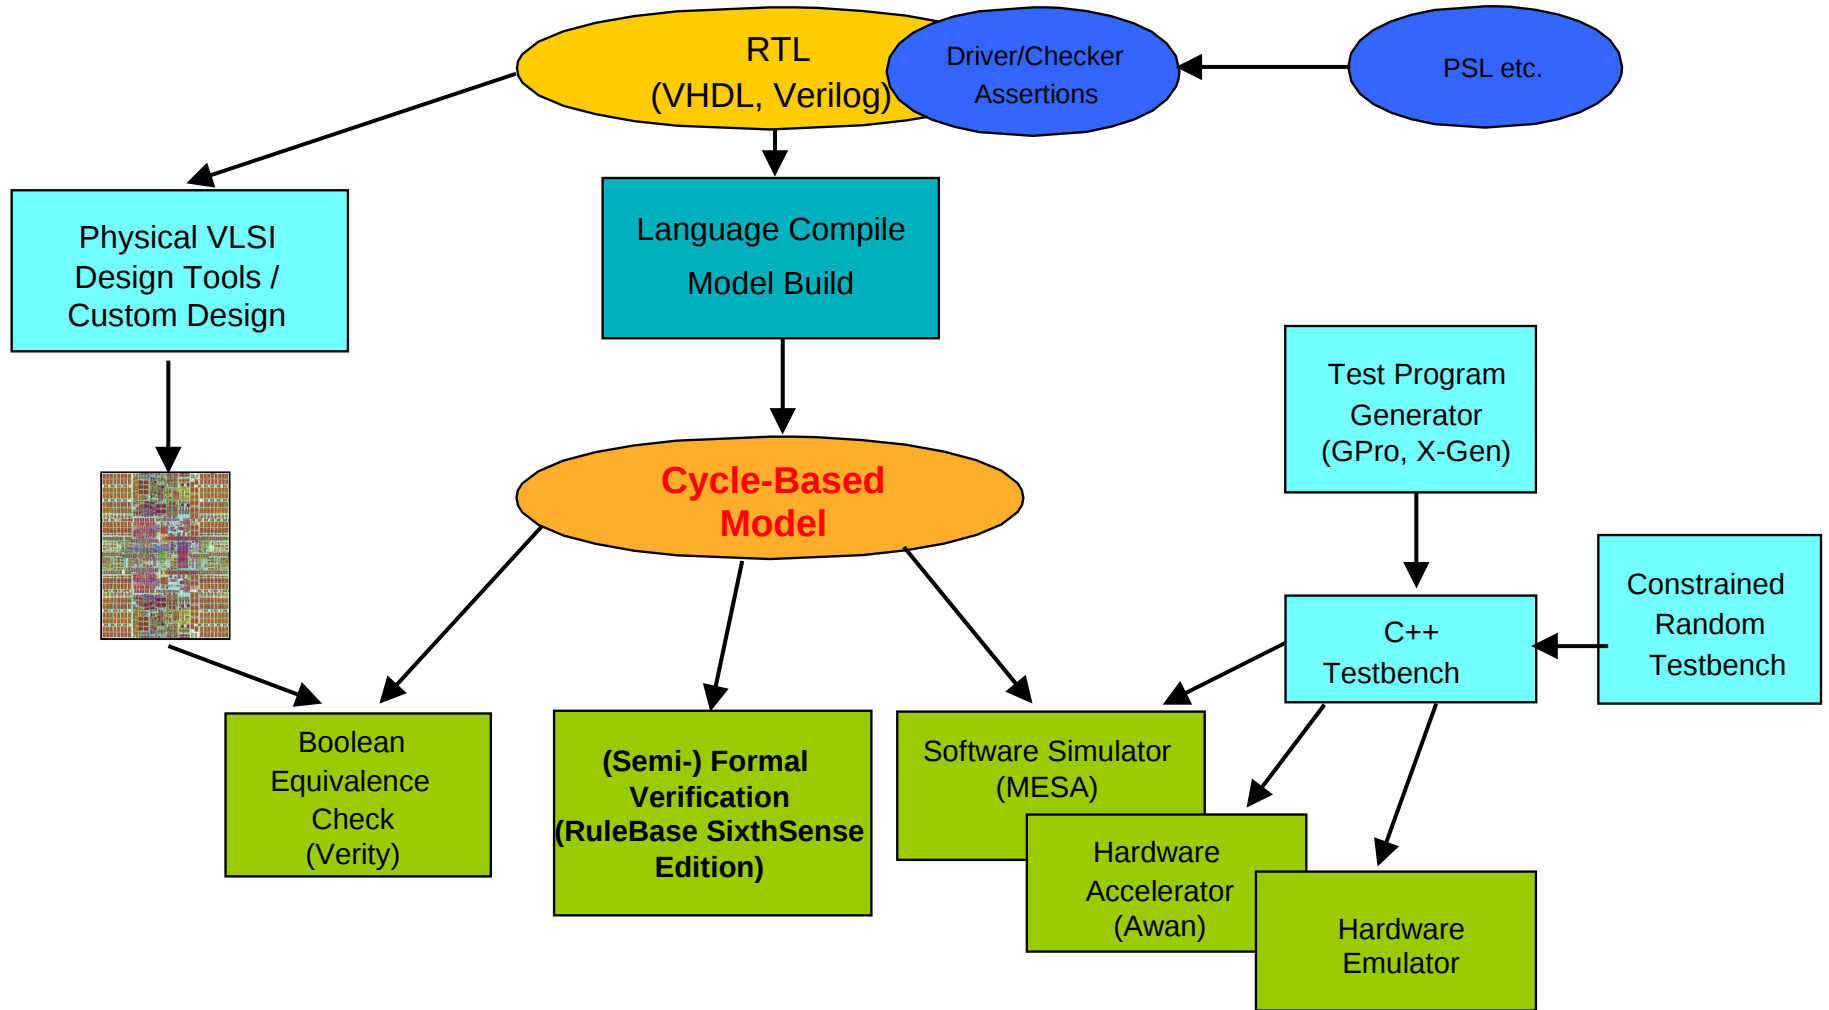 RTL
(VHDL, Verilog)
Driver/Checker
Assertions
PSL etc.
Physical VLSI
Design Tools /
Custom Design
Language Compile
Model Build
Test Program
Generator
(GPro, X-Gen)
Cycle-Based
Model
Constrained
Random
Testbench
C++
Testbench
Boolean
Equivalence
Check
(Verity)
(Semi-) Formal
Verification
(RuleBase SixthSense
Edition)
Software Simulator
(MESA)
Hardware
Accelerator
(Awan)
Hardware
Emulator